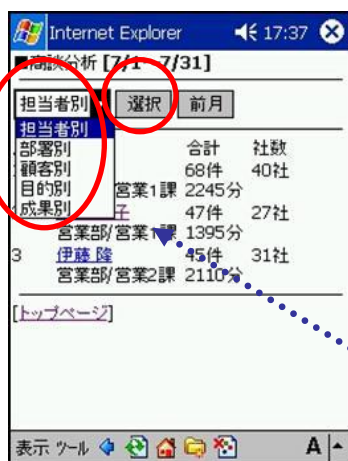 Internet Explorer 17:37
■商談分析 [7/1－7/31]
担当者別 選択 前月
担当者別
部署別
顧客別
目的別
成果別
合計 社数
68件 40社
営業1課 2245分
子 47件 27社
営業部/営業1課 1395分
3 伊藤 隆 45件 31社
営業部/営業2課 2110分
[トップページ]
表示 ツール A